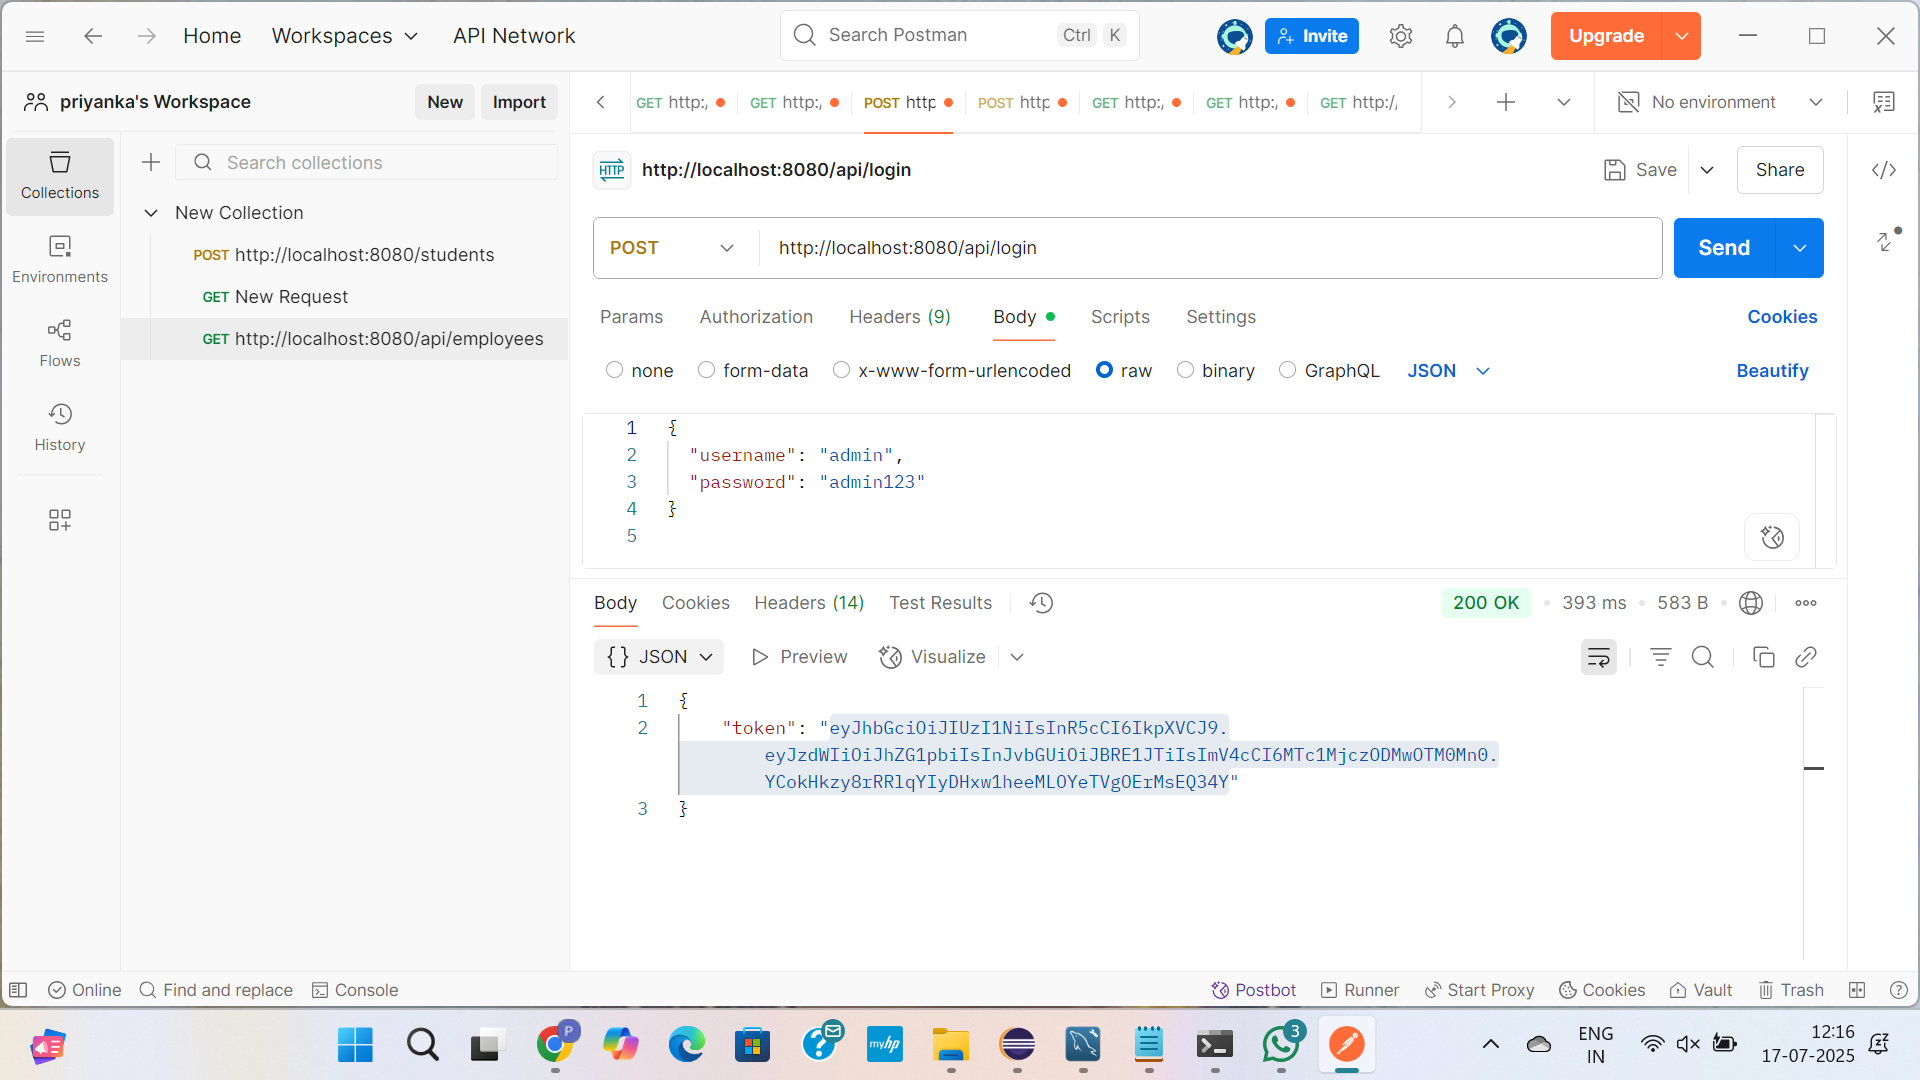 Home
Workspaces
API Network
Search Postman
Ctrl K
Invite
Upgrade
priyanka's Workspace
New
Import
GET http:/
GET http:/
POST http
POST http
GET http:/
GET http:/
GET http:/
No environment
Collections
Search collections
New Collection
POST http://localhost:8080/students
GET New Request
GET http://localhost:8080/api/employees
Environments
Flows
History
HTTP http://localhost:8080/api/login
Save
Share
POST
http://localhost:8080/api/login
Send
Params
Authorization
Headers (9)
Body
Scripts
Settings
Cookies
none
form-data
x-www-form-urlencoded
raw
binary
GraphQL
JSON
Beautify
1 {
2 "username": "admin",
3 "password": "admin123"
4 }
5
Body
Cookies
Headers (14)
Test Results
200 OK
393 ms
583 B
{} JSON
Preview
Visualize
1 {
2 "token": "eyJhbGciOiJIUzI1NiIsInR5cCI6IkpXVCJ9.
eyJzdWIiOiJhZG1pbiIsInJvbGUiOiJBRE1JTiIsImV4cCI6MTc1MjczODMwOTM0Mn0.
YCokHkzy8rRRlqYIyDHxw1heeMLOYeTVgOErMsEQ34Y"
3 }
Online
Find and replace
Console
Postbot
Runner
Start Proxy
Cookies
Vault
Trash
P
myhp
3
ENG
IN
12:16
17-07-2025